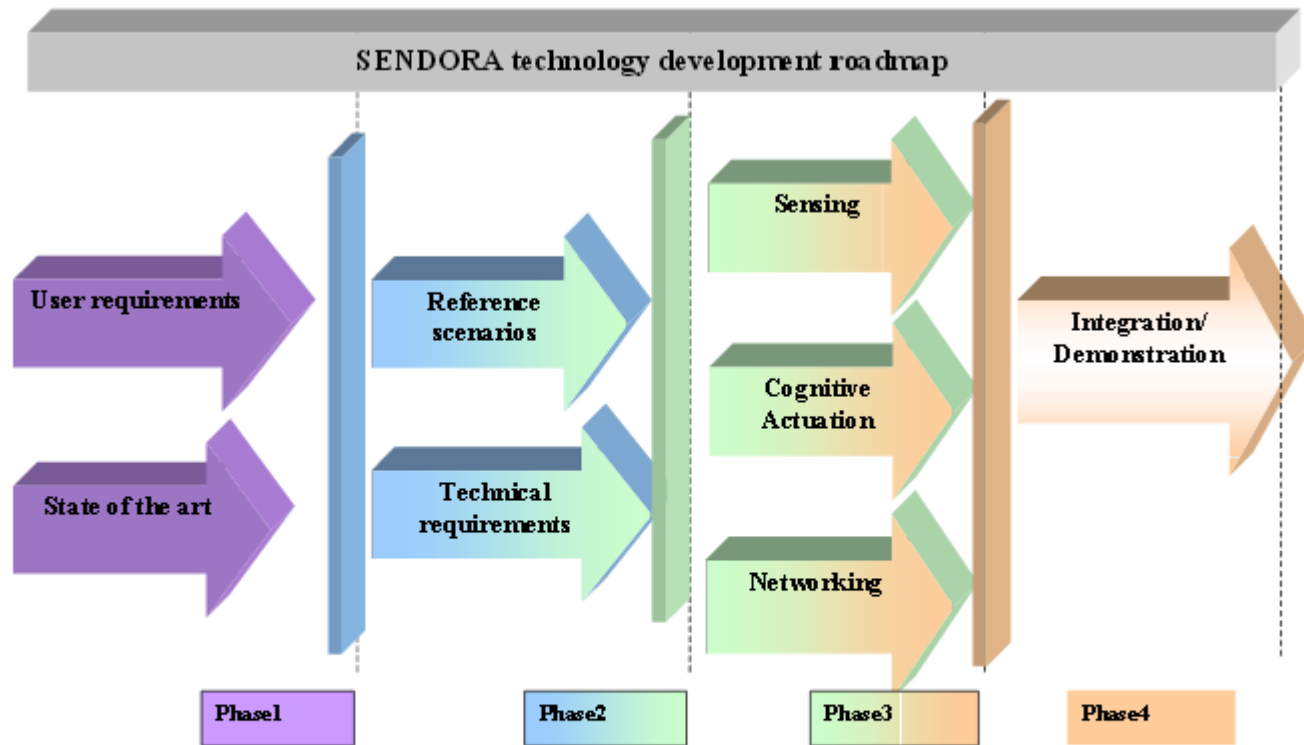 SENDORA technology development roadmap
User requirements
State of the art
Reference
scenarios
Technical
requirements
Sensing
Cognitive
Actuation
Networking
Integration/
Demonstration
Phase1
Phase2
Phase3
Phase4